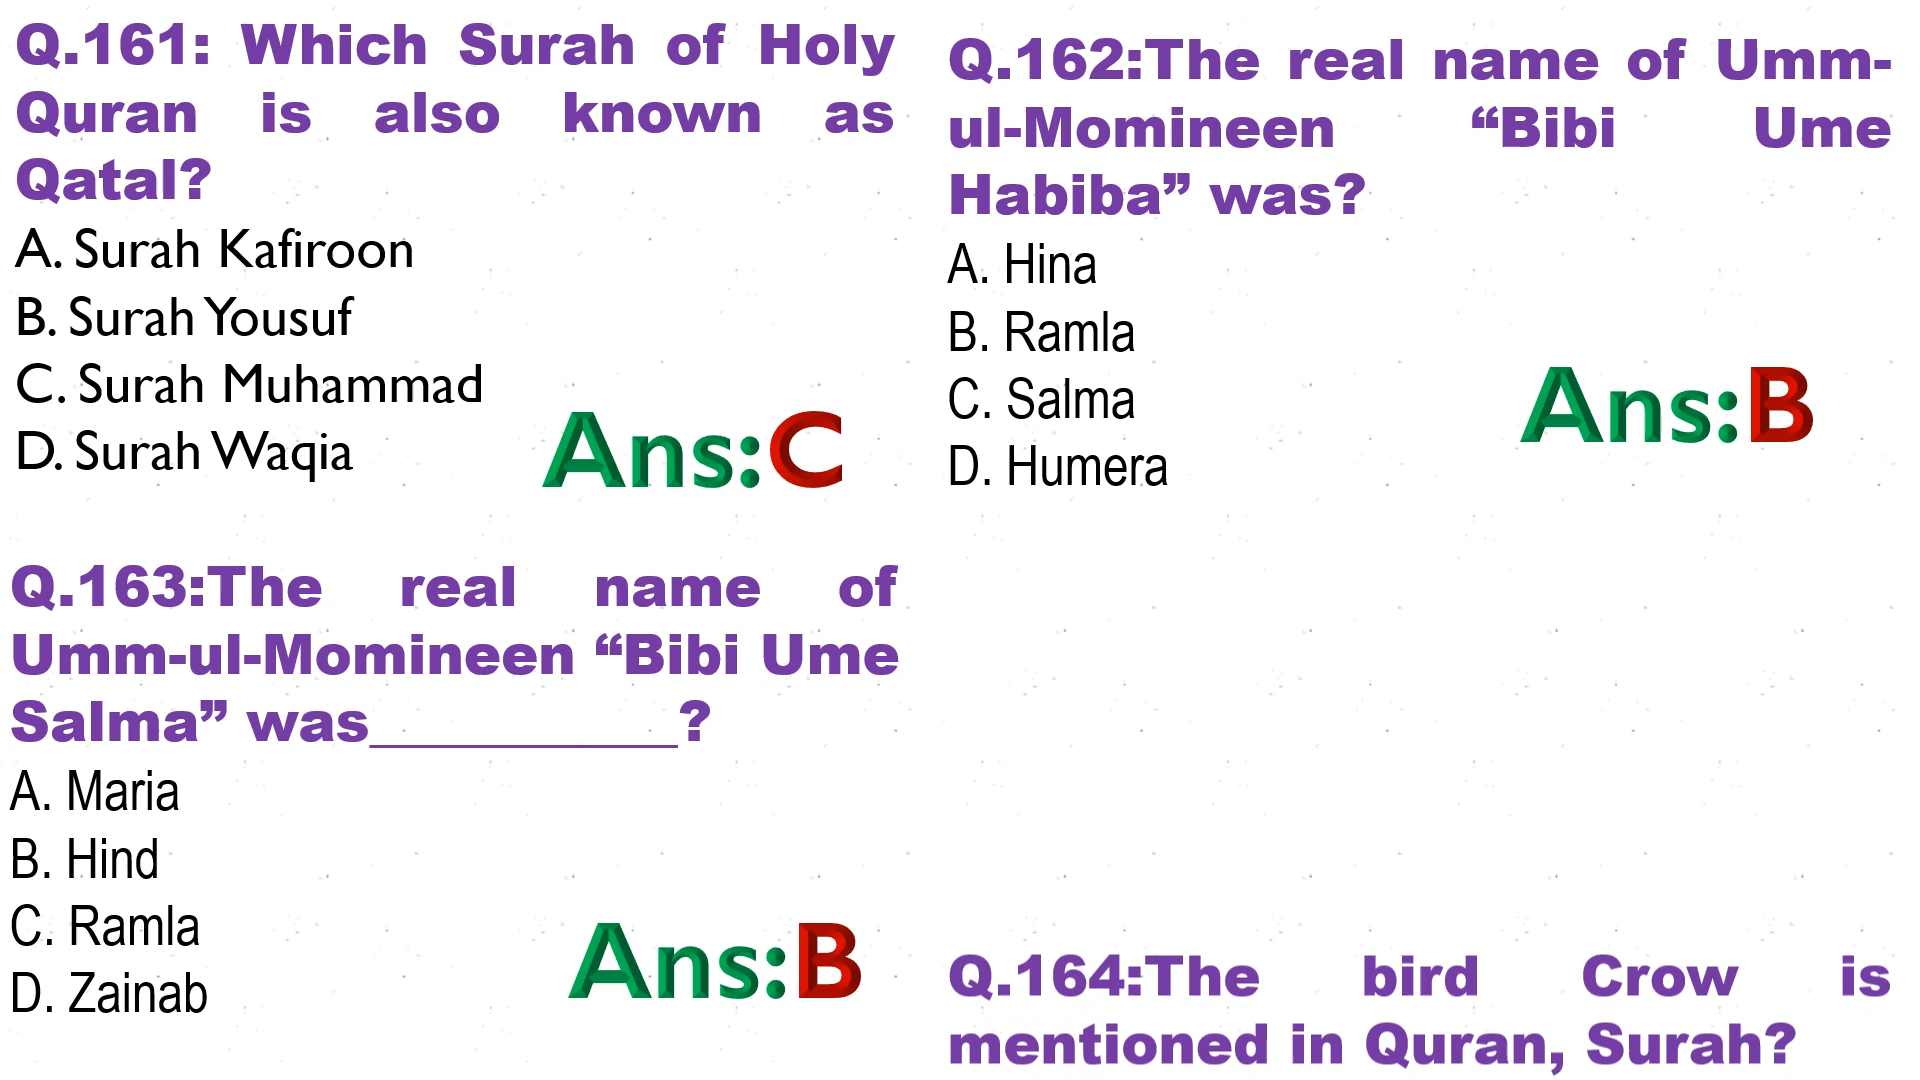 Q.161: Which Surah of Holy
Quran is also known as
Qatal?
A. Surah Kafiroon
B. Surah Yousuf
C. Surah Muhammad
D. Surah Waqia
Ans:C
Q.162:The real name of Umm-
ul-Momineen “Bibi Ume
Habiba” was?
A. Hina
B. Ramla
C. Salma
D. Humera
Ans:B
Q.163:The real name of
Umm-ul-Momineen “Bibi Ume
Salma” was___________?
A. Maria
B. Hind
C. Ramla
D. Zainab
Ans:B
Q.164:The bird Crow is
mentioned in Quran, Surah?